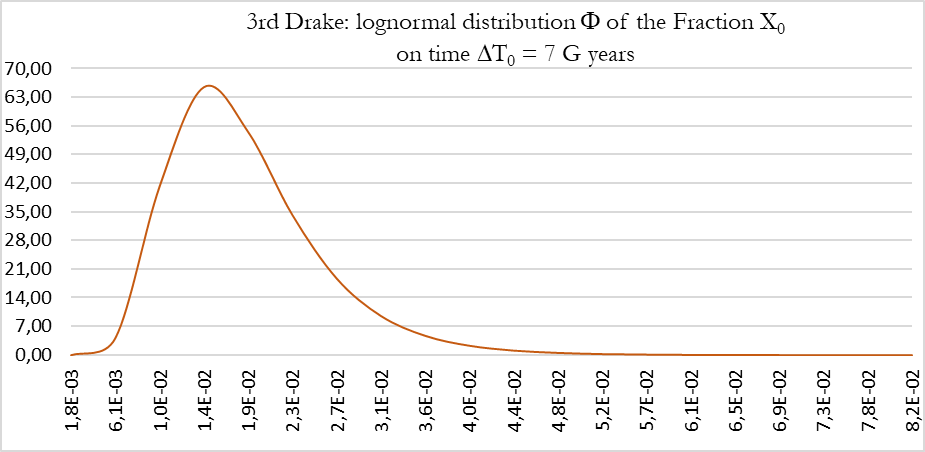 3rd Drake: lognormal distribution Φ of the Fraction X₀
on time ΔT₀ = 7 G years
70,00
63,00
56,00
49,00
42,00
35,00
28,00
21,00
14,00
7,00
0,00
1,8E-03
6,1E-03
1,0E-02
1,4E-02
1,9E-02
2,3E-02
2,7E-02
3,1E-02
3,6E-02
4,0E-02
4,4E-02
4,8E-02
5,2E-02
5,7E-02
6,1E-02
6,5E-02
6,9E-02
7,3E-02
7,8E-02
8,2E-02